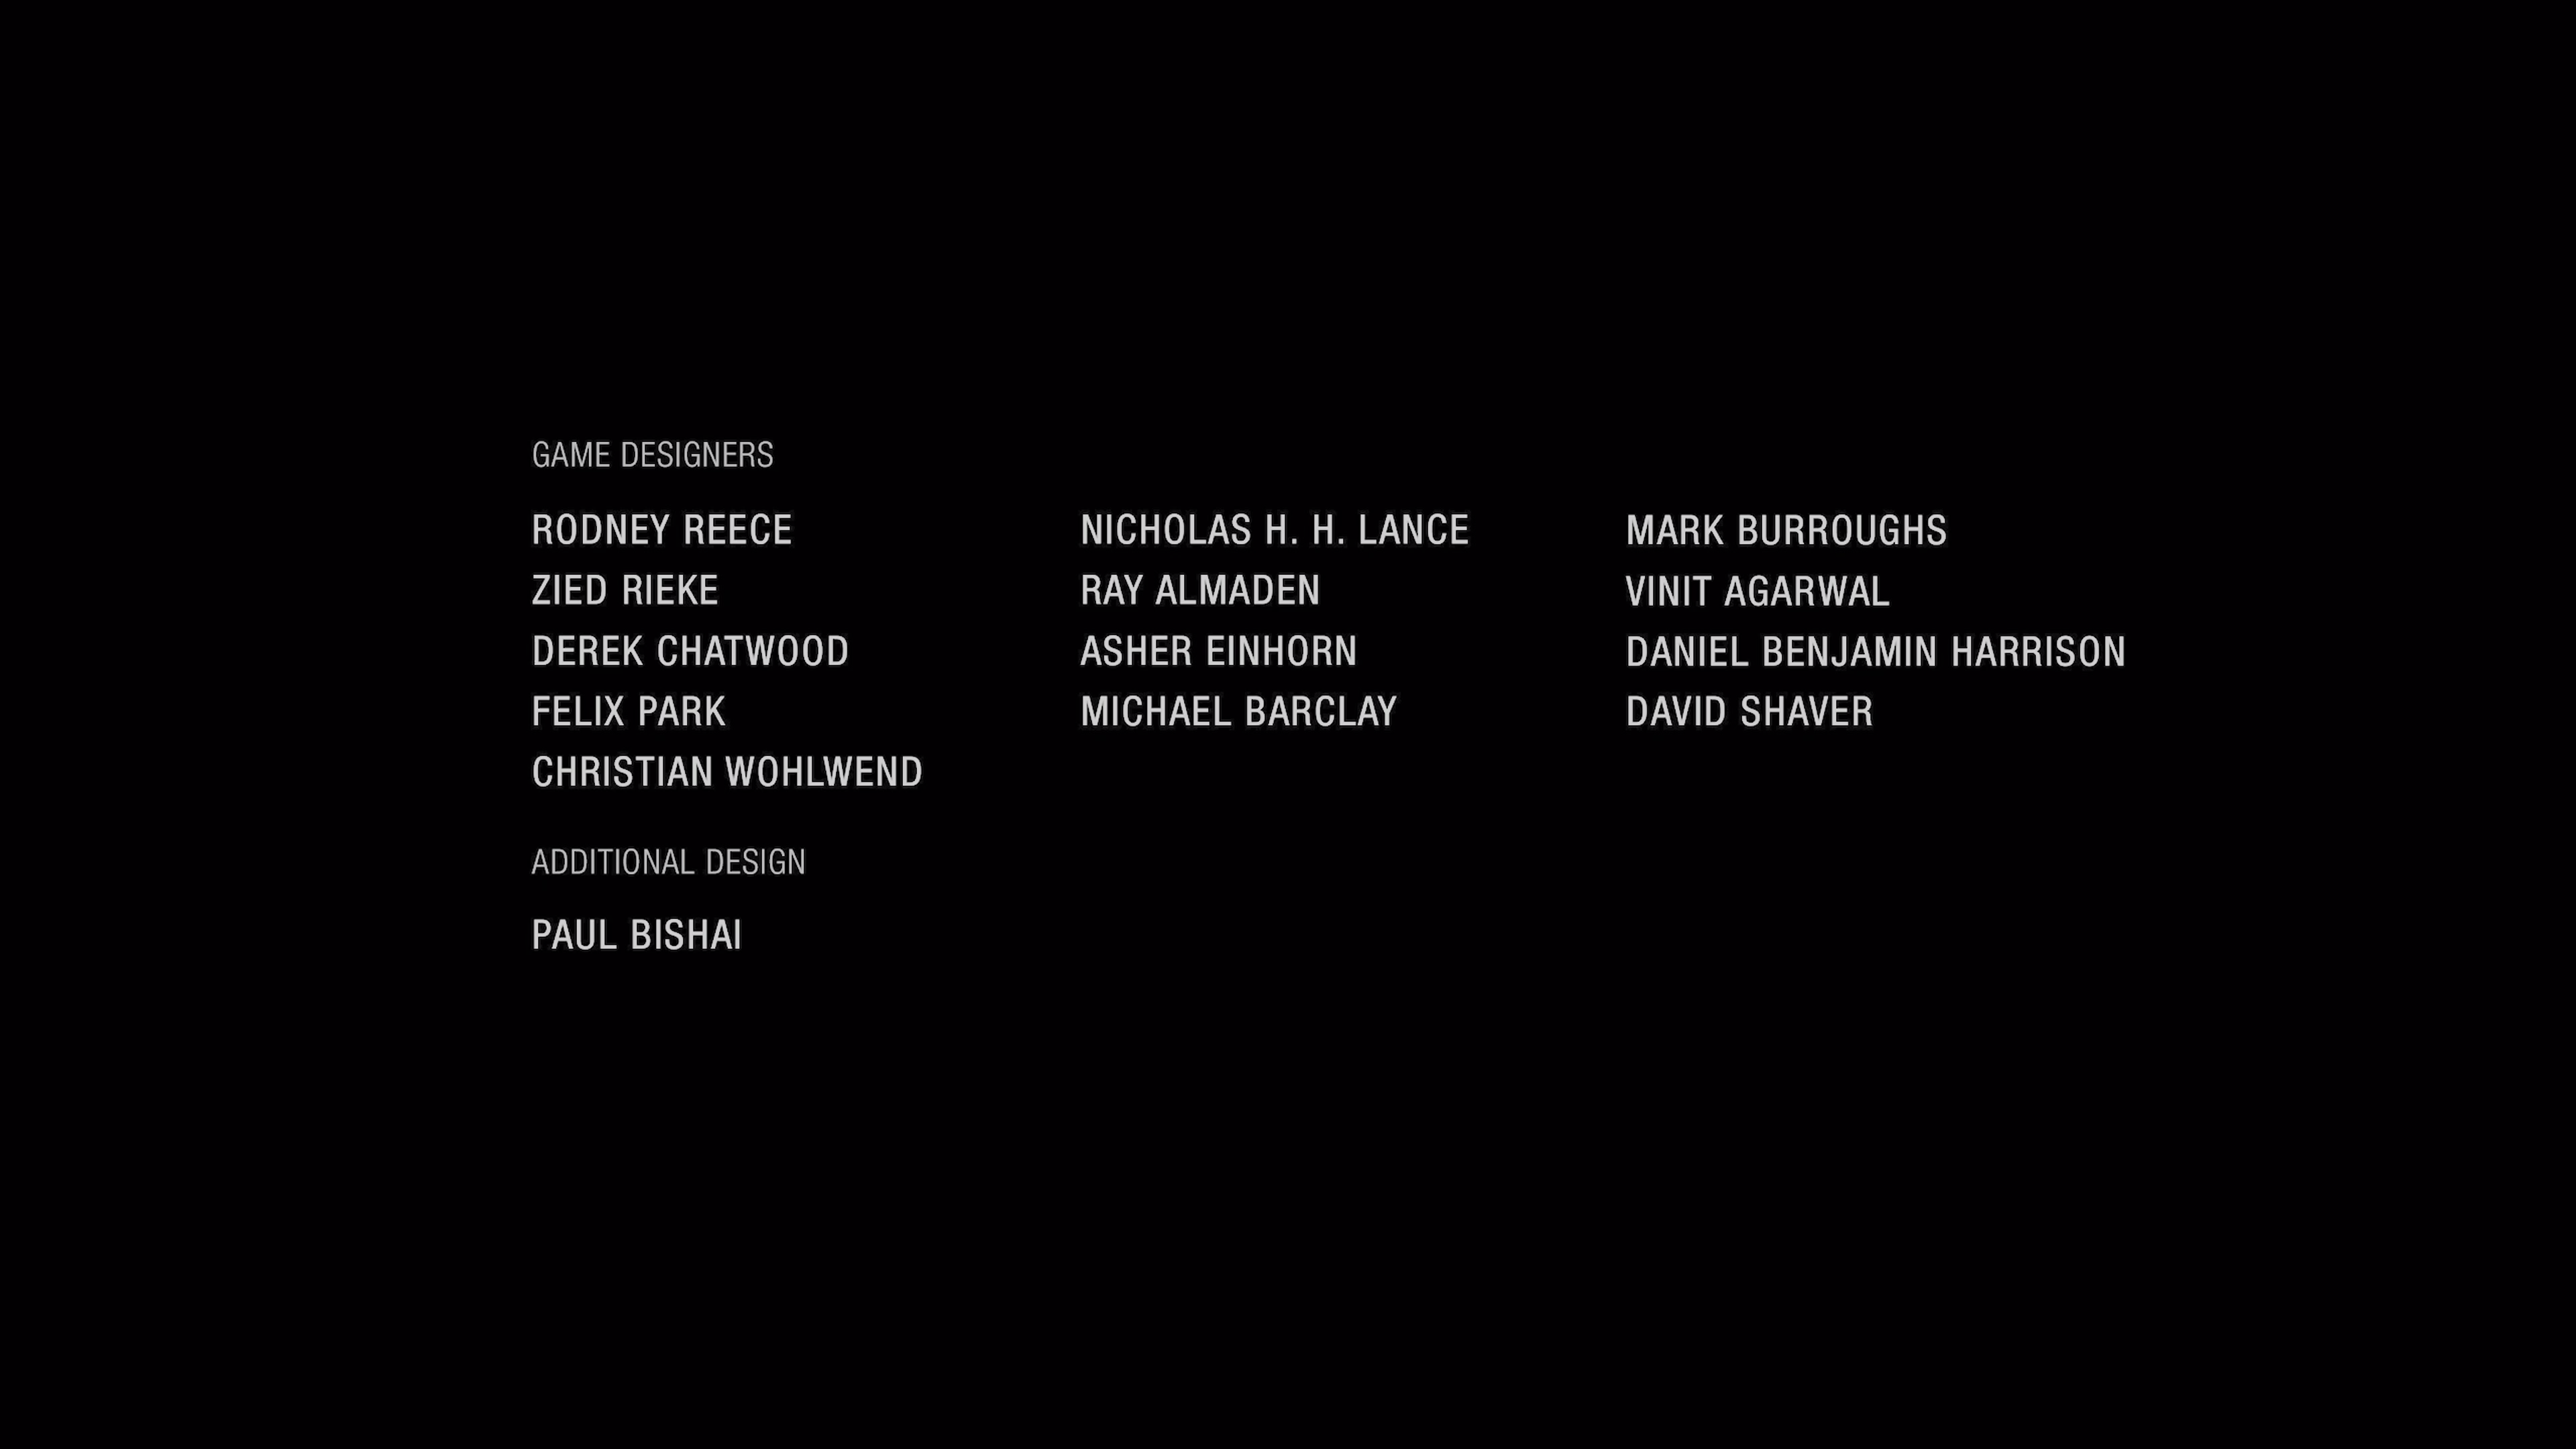 GAME DESIGNERS
RODNEY REECE
ZIED RIEKE
DEREK CHATWOOD
FELIX PARK
CHRISTIAN WOHLWEND
NICHOLAS H. H. LANCE
RAY ALMADEN
ASHER EINHORN
MICHAEL BARCLAY
MARK BURROUGHS
VINIT AGARWAL
DANIEL BENJAMIN HARRISON
DAVID SHAVER
ADDITIONAL DESIGN
PAUL BISHAI